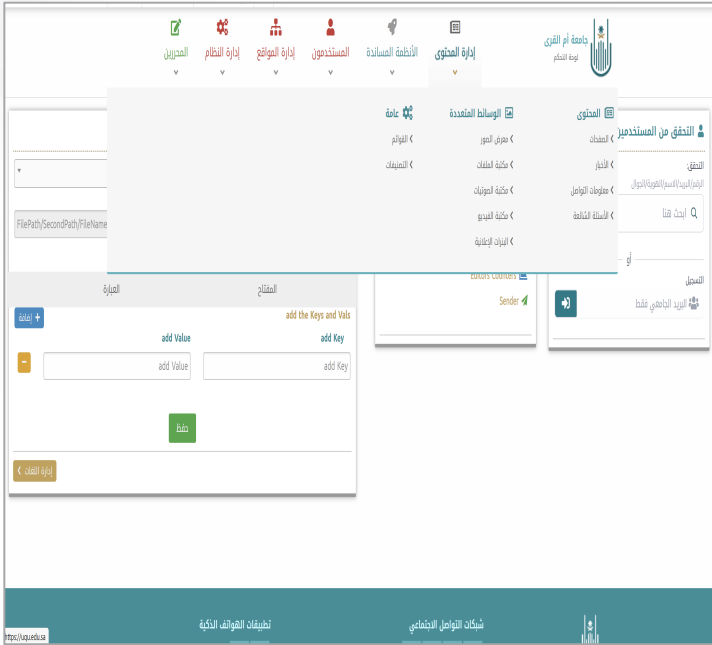 جامعة أم القرى
لوحة التحكم
إدارة المحتوى
الأنظمة المساندة
المستخدمون
إدارة المواقع
إدارة النظام
المحررين
المحتوى
الصفحات
الأخبار
معلومات التواصل
الأسئلة الشائعة
الوسائط المتعددة
معرض الصور
مكتبة الملفات
مكتبة الصوتيات
مكتبة الفيديو
البنرات الإعلانية
عامة
القوائم
التصنيفات
التحقق من المستخدمين
التحقق:
الرقم/البريد/الاسم/الهوية/الجوال
ابحث هنا
أو
التسجيل
البريد الجامعي فقط
Editors Counters
Sender
FilePath/SecondPath/FileName
المفتاح
العبارة
add the Keys and Vals
+ إضافة
add Key
add Value
add Key
add Value
حفظ
إدارة اللغات
شبكات التواصل الاجتماعي
تطبيقات الهواتف الذكية
https://uqu.edu.sa